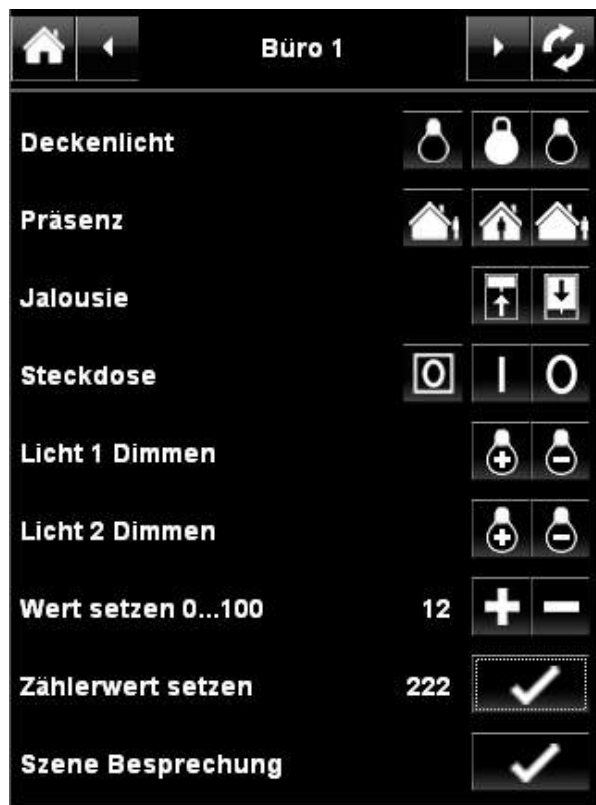 Büro 1
Deckenlicht
Präsenz
Jalousie
Steckdose
Licht 1 Dimmen
Licht 2 Dimmen
Wert setzen 0...100 12
Zählerwert setzen 222
Szene Besprechung